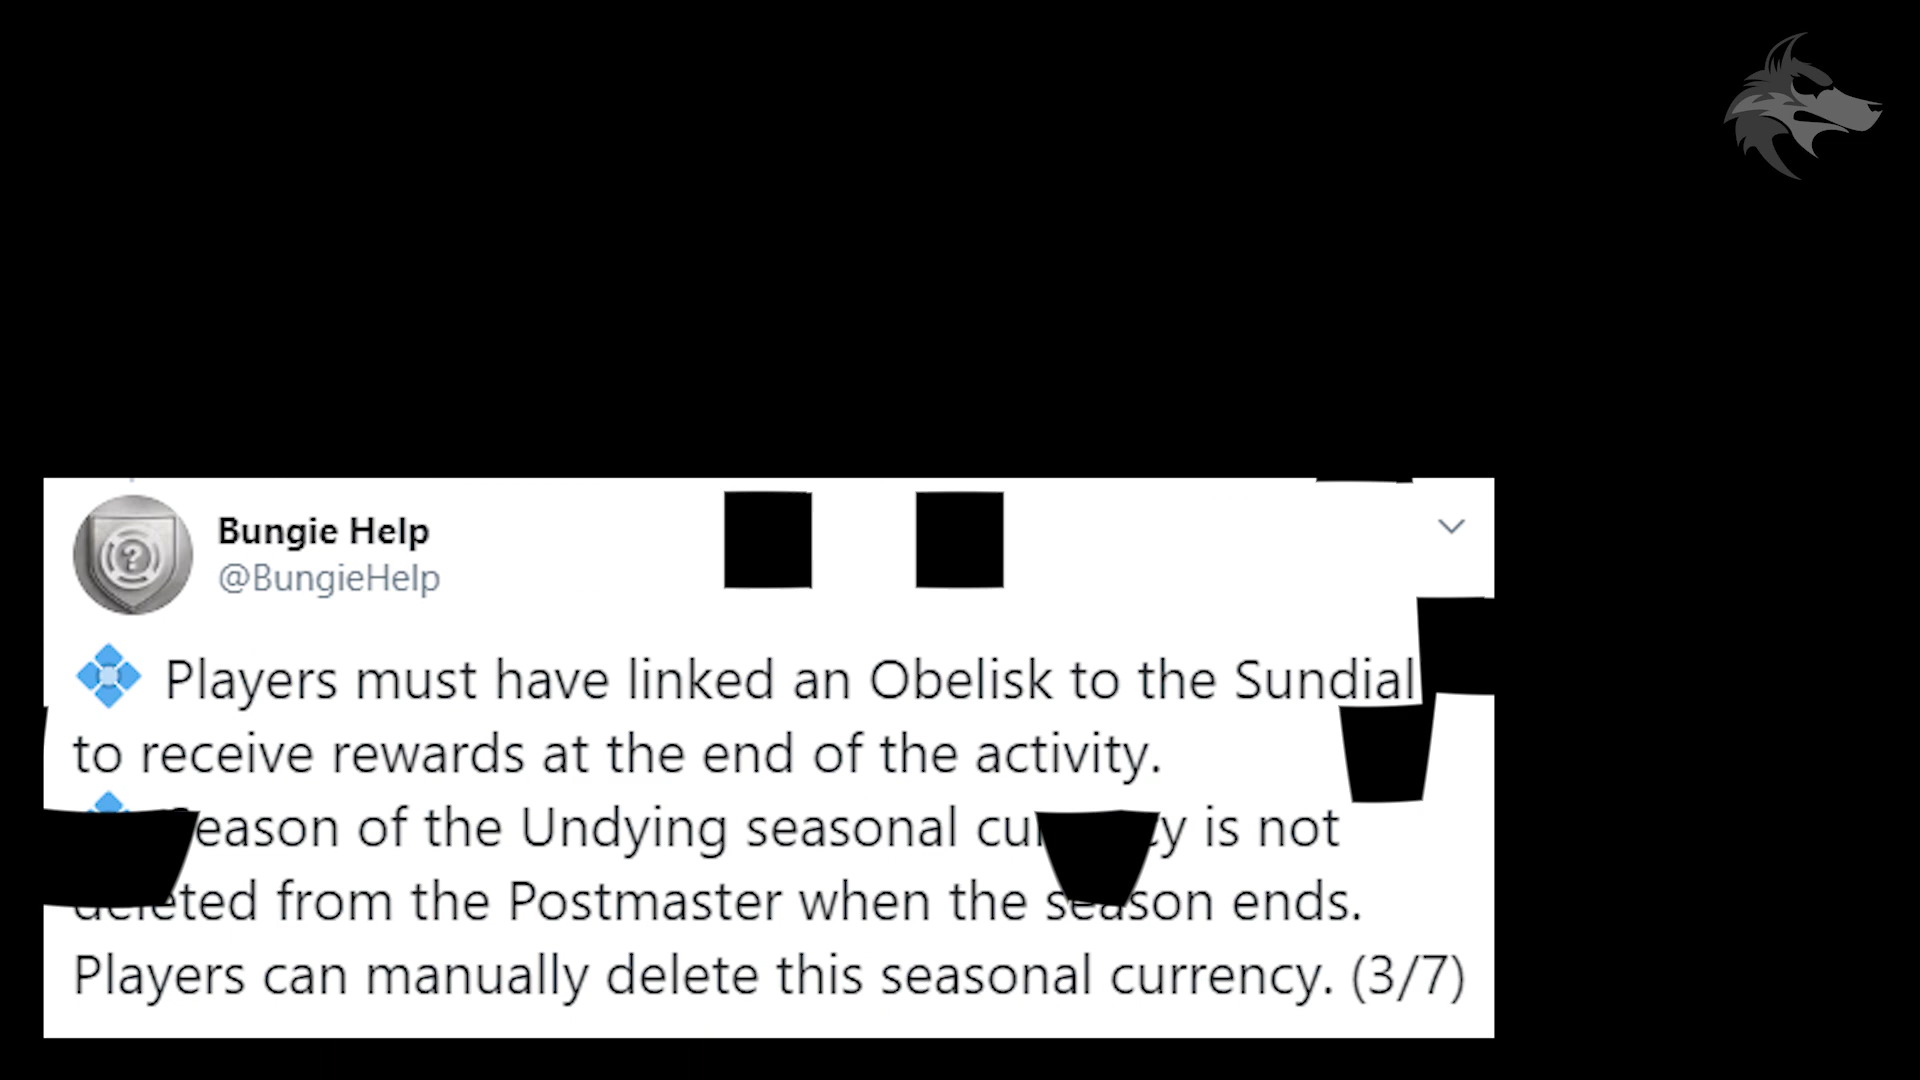 Bungie Help
@BungieHelp
Players must have linked an Obelisk to the Sundial
to receive rewards at the end of the activity.
eason of the Undying seasonal cu y is not
deleted from the Postmaster when the season ends.
Players can manually delete this seasonal currency. (3/7)